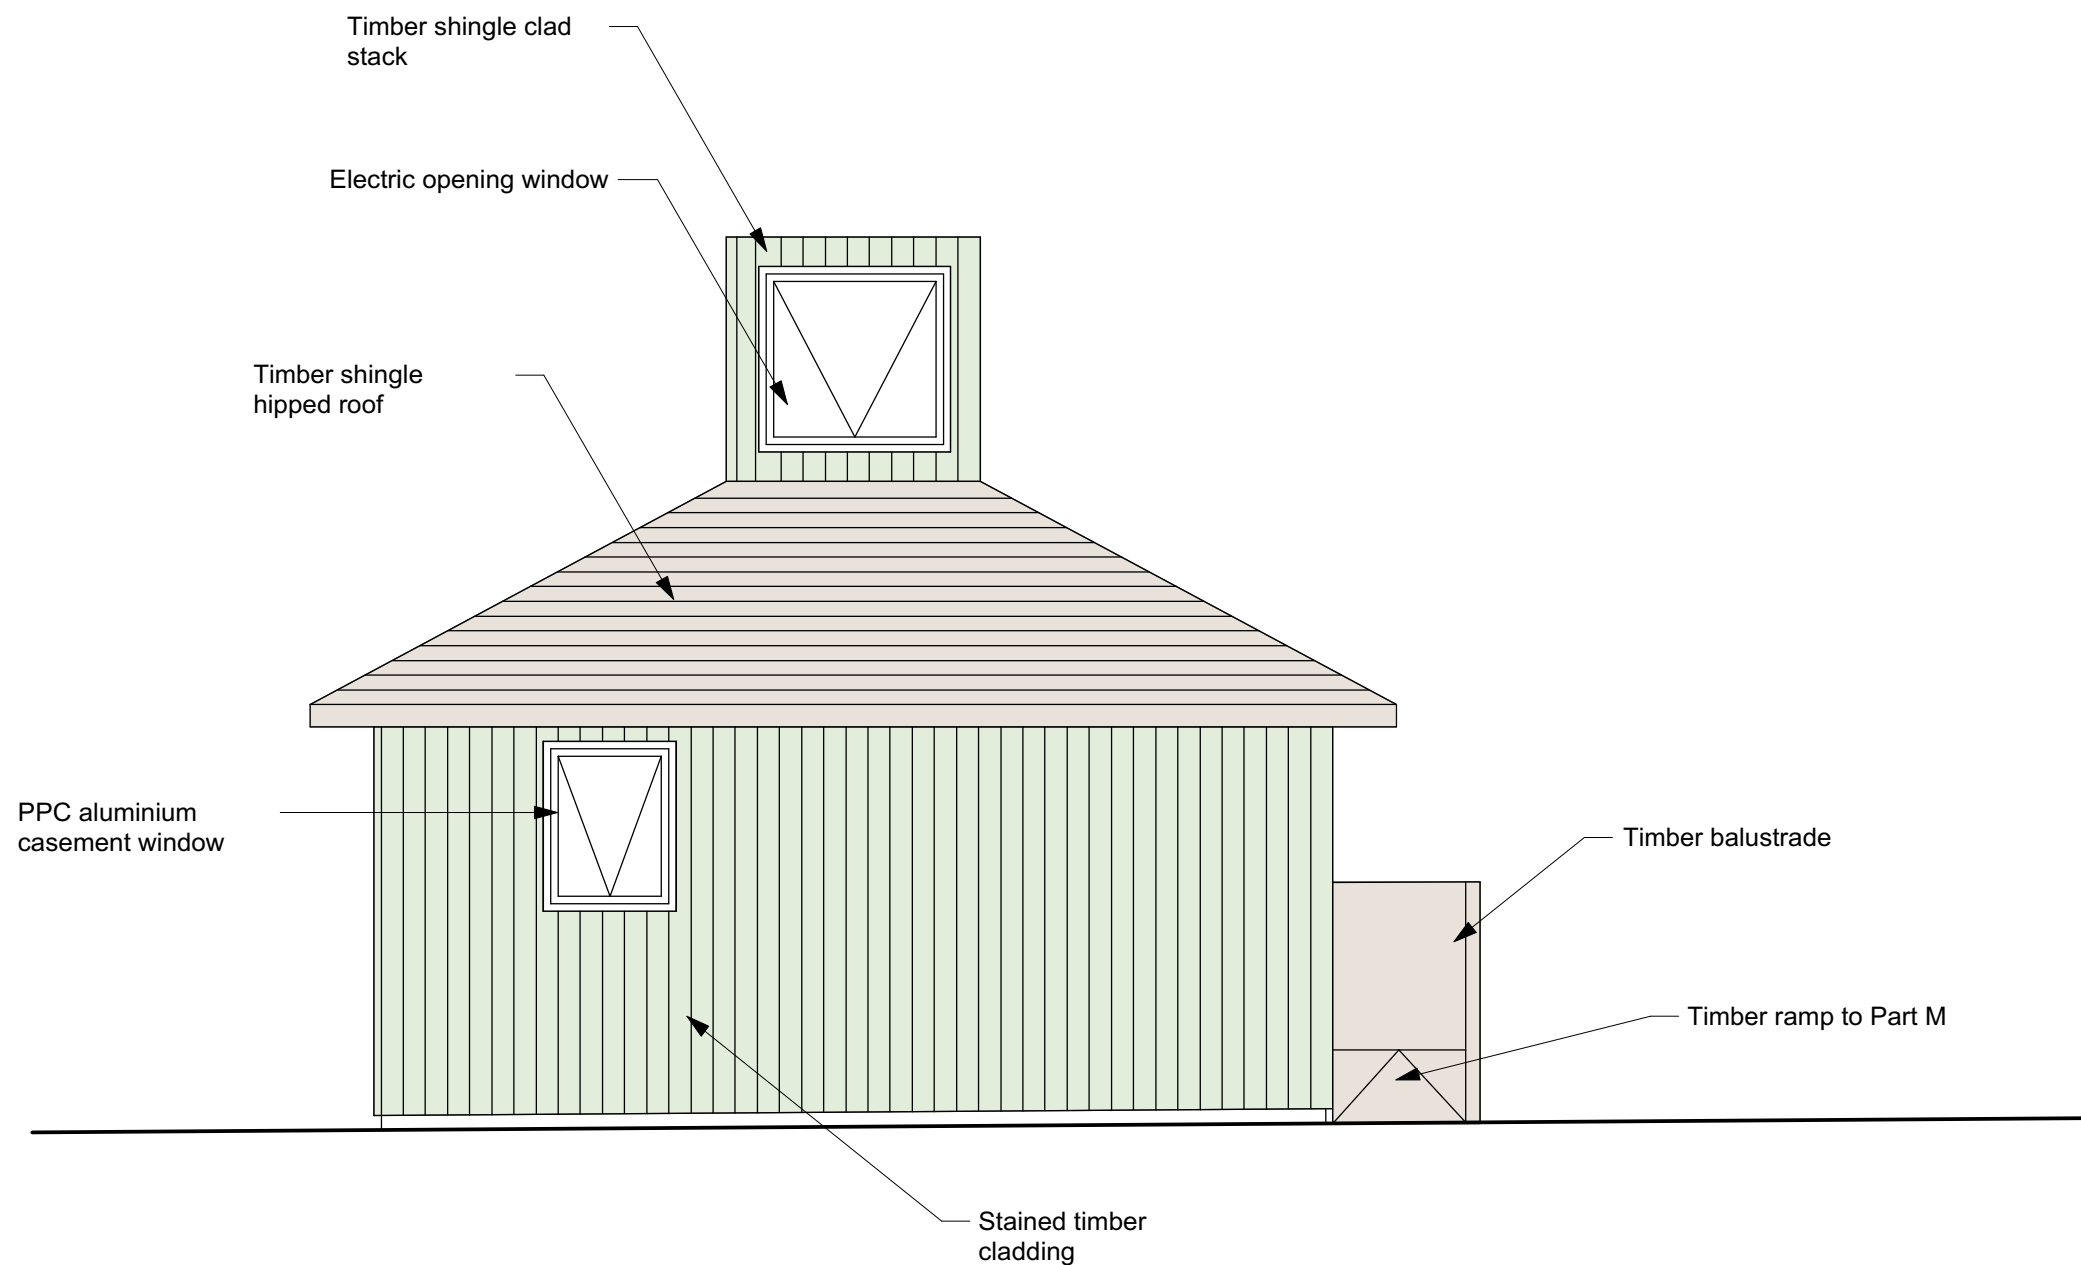 Timber shingle clad
stack
Electric opening window
Timber shingle
hipped roof
PPC aluminium
casement window
Timber balustrade
Timber ramp to Part M
Stained timber
cladding